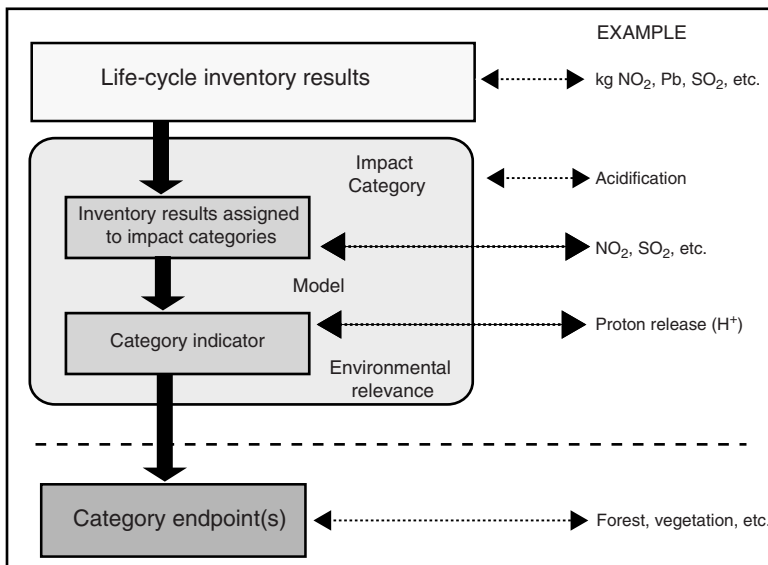 EXAMPLE
Life-cycle inventory results
kg NO₂, Pb, SO₂, etc.
Impact
Category
Acidification
Inventory results assigned
to impact categories
NO₂, SO₂, etc.
Model
Category indicator
Proton release (H⁺)
Environmental
relevance
Category endpoint(s)
Forest, vegetation, etc.